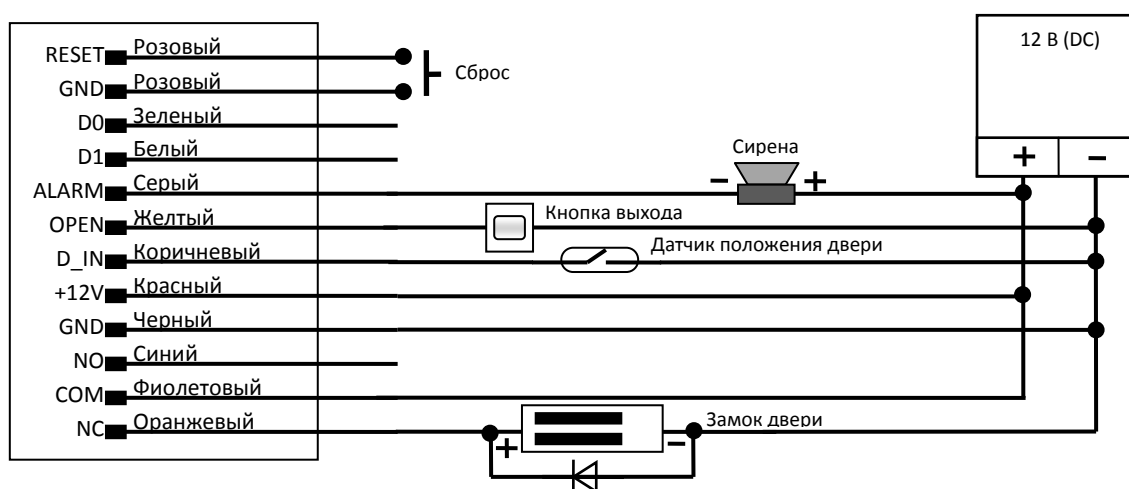 12 В (DC)
+ −
RESET Розовый
GND Розовый
Сброс
D0 Зеленый
D1 Белый
Сирена
ALARM Серый
− +
OPEN Желтый
Кнопка выхода
D_IN Коричневый
Датчик положения двери
+12V Красный
GND Черный
NO Синий
COM Фиолетовый
NC Оранжевый
Замок двери
+ −